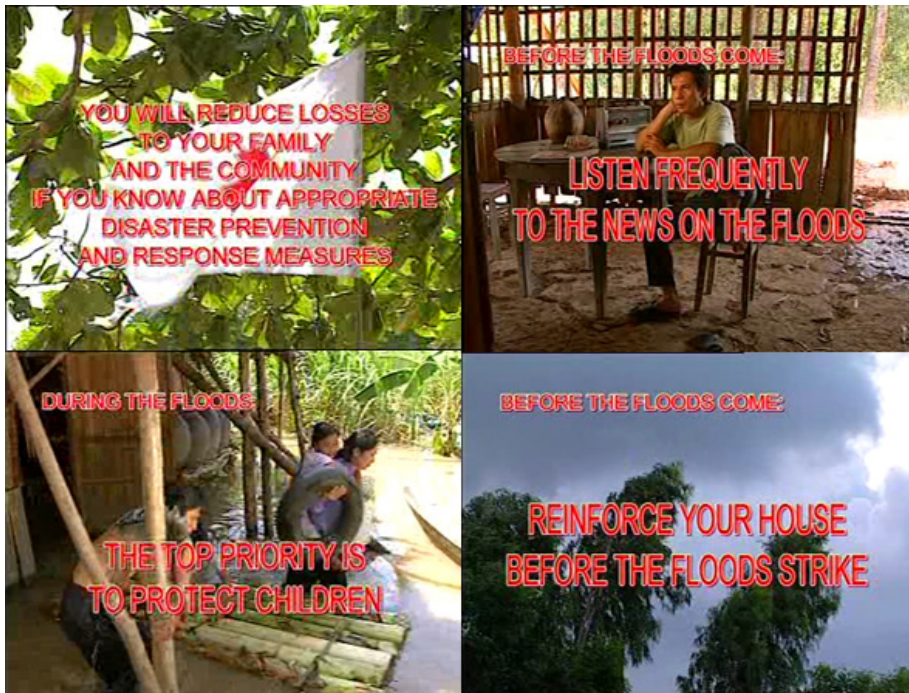 YOU WILL REDUCE LOSSES
TO YOUR FAMILY
AND THE COMMUNITY
IF YOU KNOW ABOUT APPROPRIATE
DISASTER PREVENTION
AND RESPONSE MEASURES
BEFORE THE FLOODS COME:
LISTEN FREQUENTLY
TO THE NEWS ON THE FLOODS
DURING THE FLOODS:
THE TOP PRIORITY IS
TO PROTECT CHILDREN
BEFORE THE FLOODS COME:
REINFORCE YOUR HOUSE
BEFORE THE FLOODS STRIKE